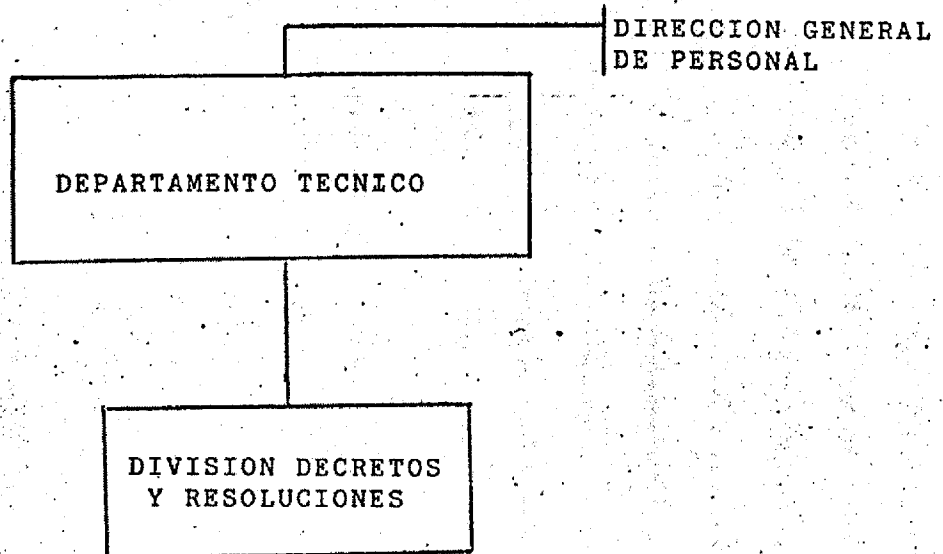 DIRECCION GENERAL
DE PERSONAL
DEPARTAMENTO TECNICO
DIVISION DECRETOS
Y RESOLUCIONES